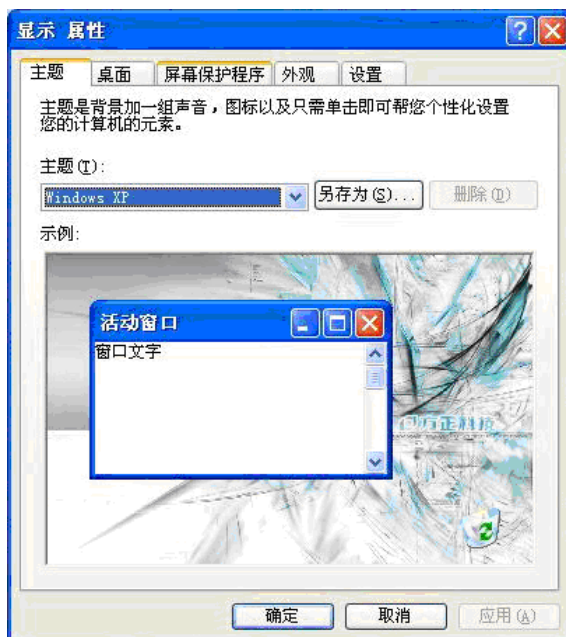 显示 属性
主题 桌面 屏幕保护程序 外观 设置
主题是背景加一组声音，图标以及只需单击即可帮您个性化设置
您的计算机的元素。
主题(T):
Windows XP 另存为(S)... 删除(D)
示例:
活动窗口
窗口文字
方正科技
确定 取消 应用(A)